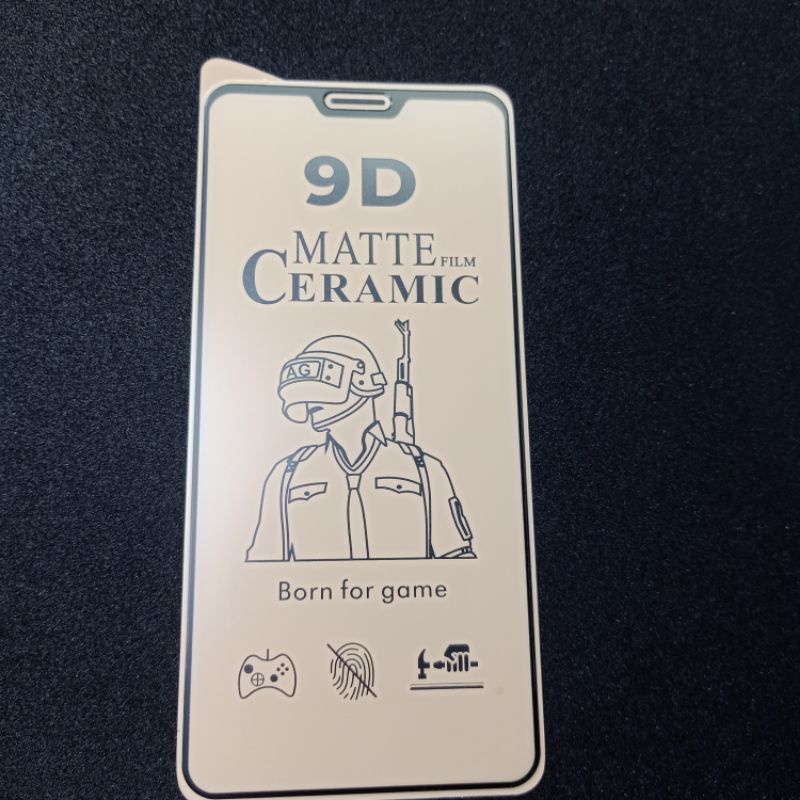 9D
MATTE FILM
CERAMIC
AG
Born for game